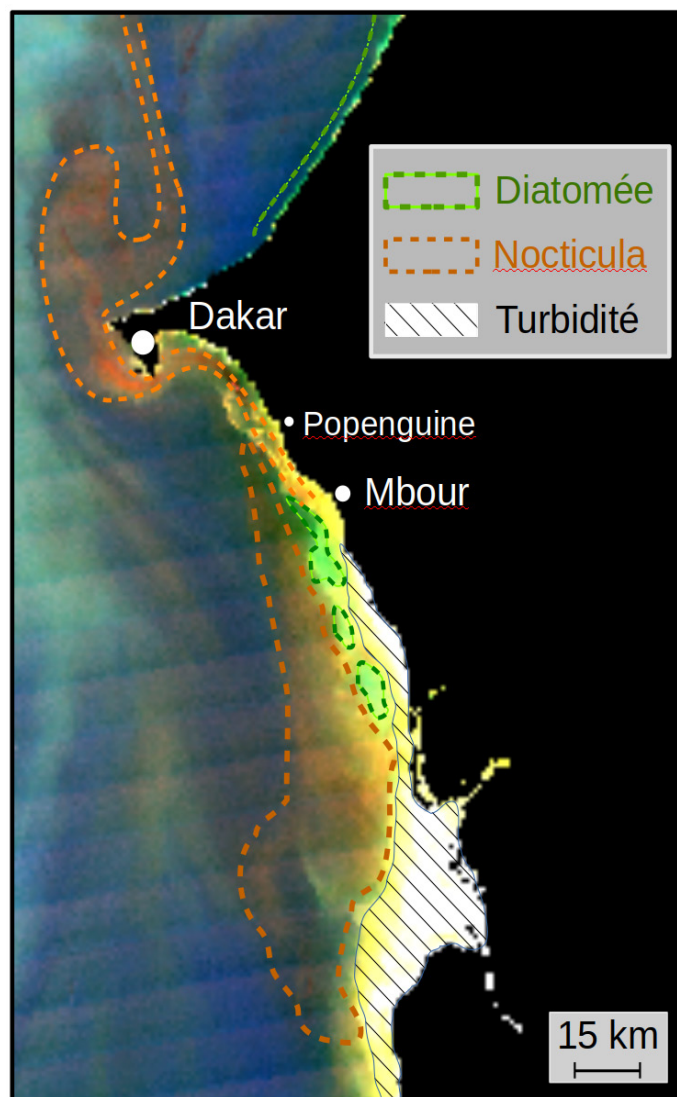 Diatomée
Nocticula
Turbidité
Dakar
Popenguine
Mbour
15 km